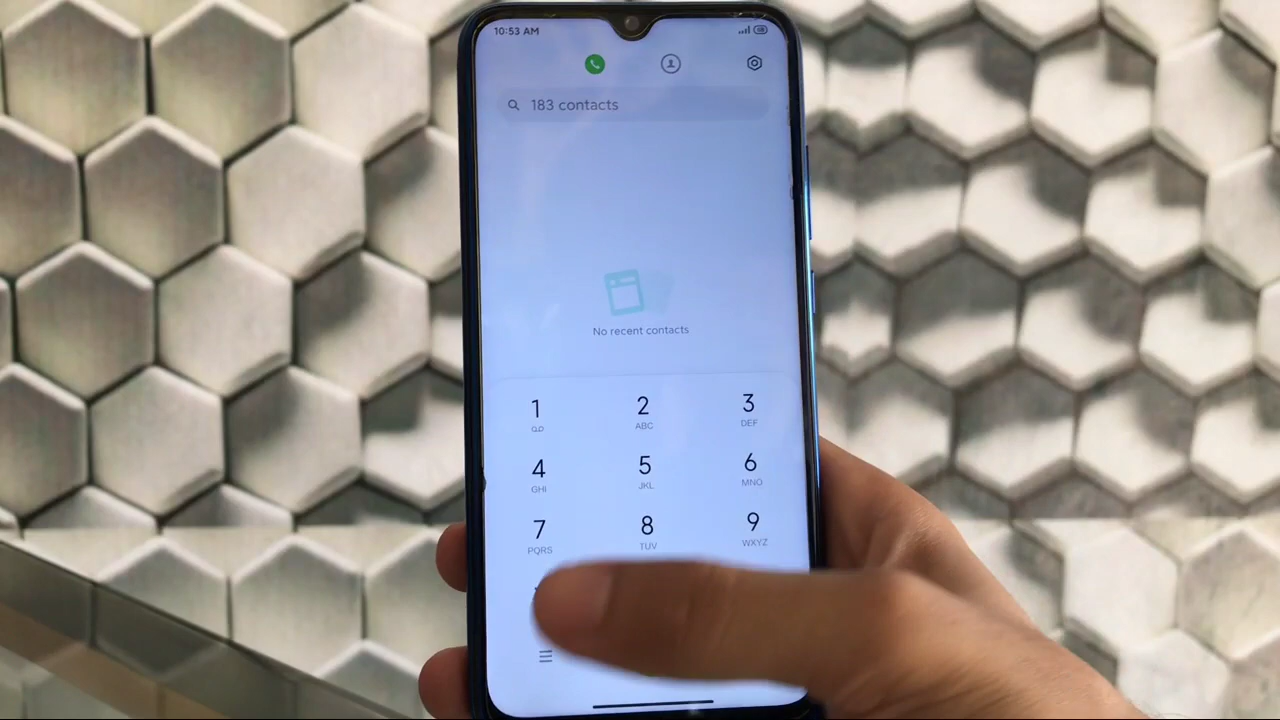 10:53 AM
183 contacts
No recent contacts
1 2 3
ABC DEF
4 5 6
GHI JKL MNO
7 8 9
PQRS TUV WXYZ